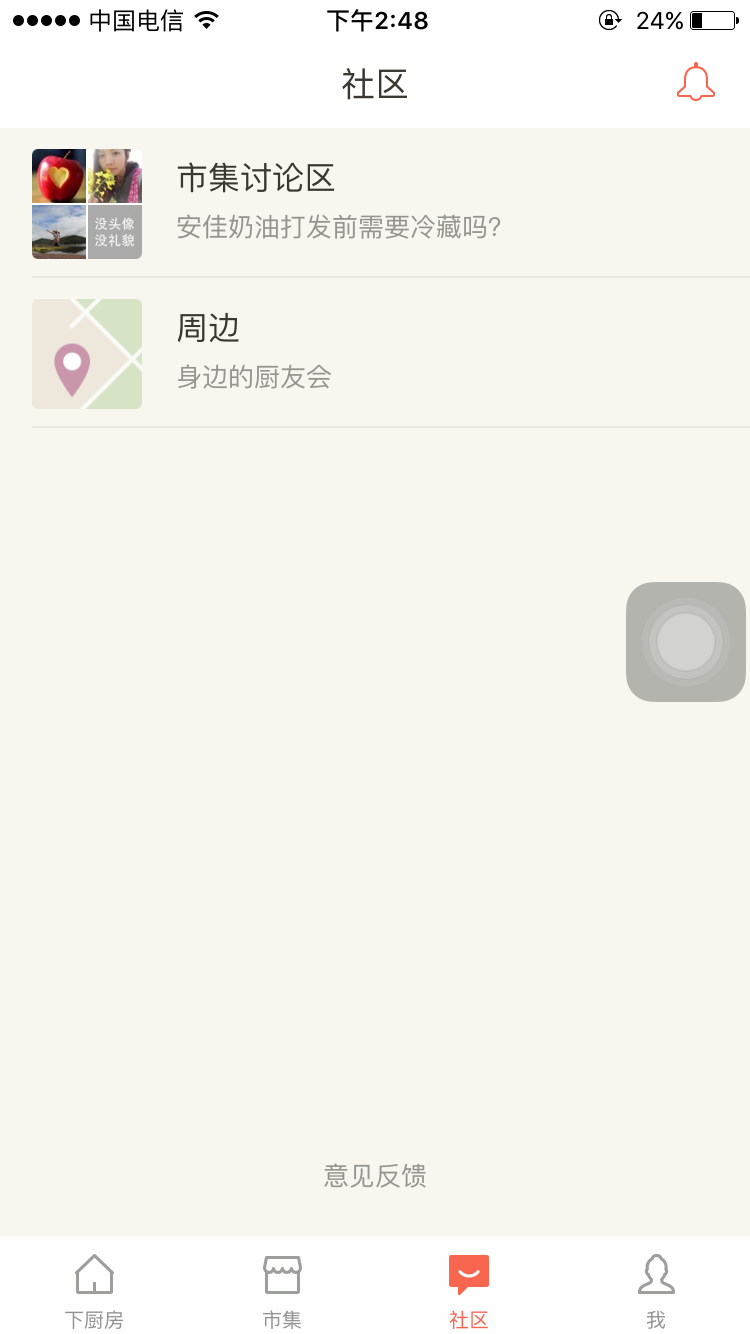 中国电信
下午2:48
24%
社区
市集讨论区
安佳奶油打发前需要冷藏吗?
没头像
没礼貌
周边
身边的厨友会
意见反馈
下厨房
市集
社区
我